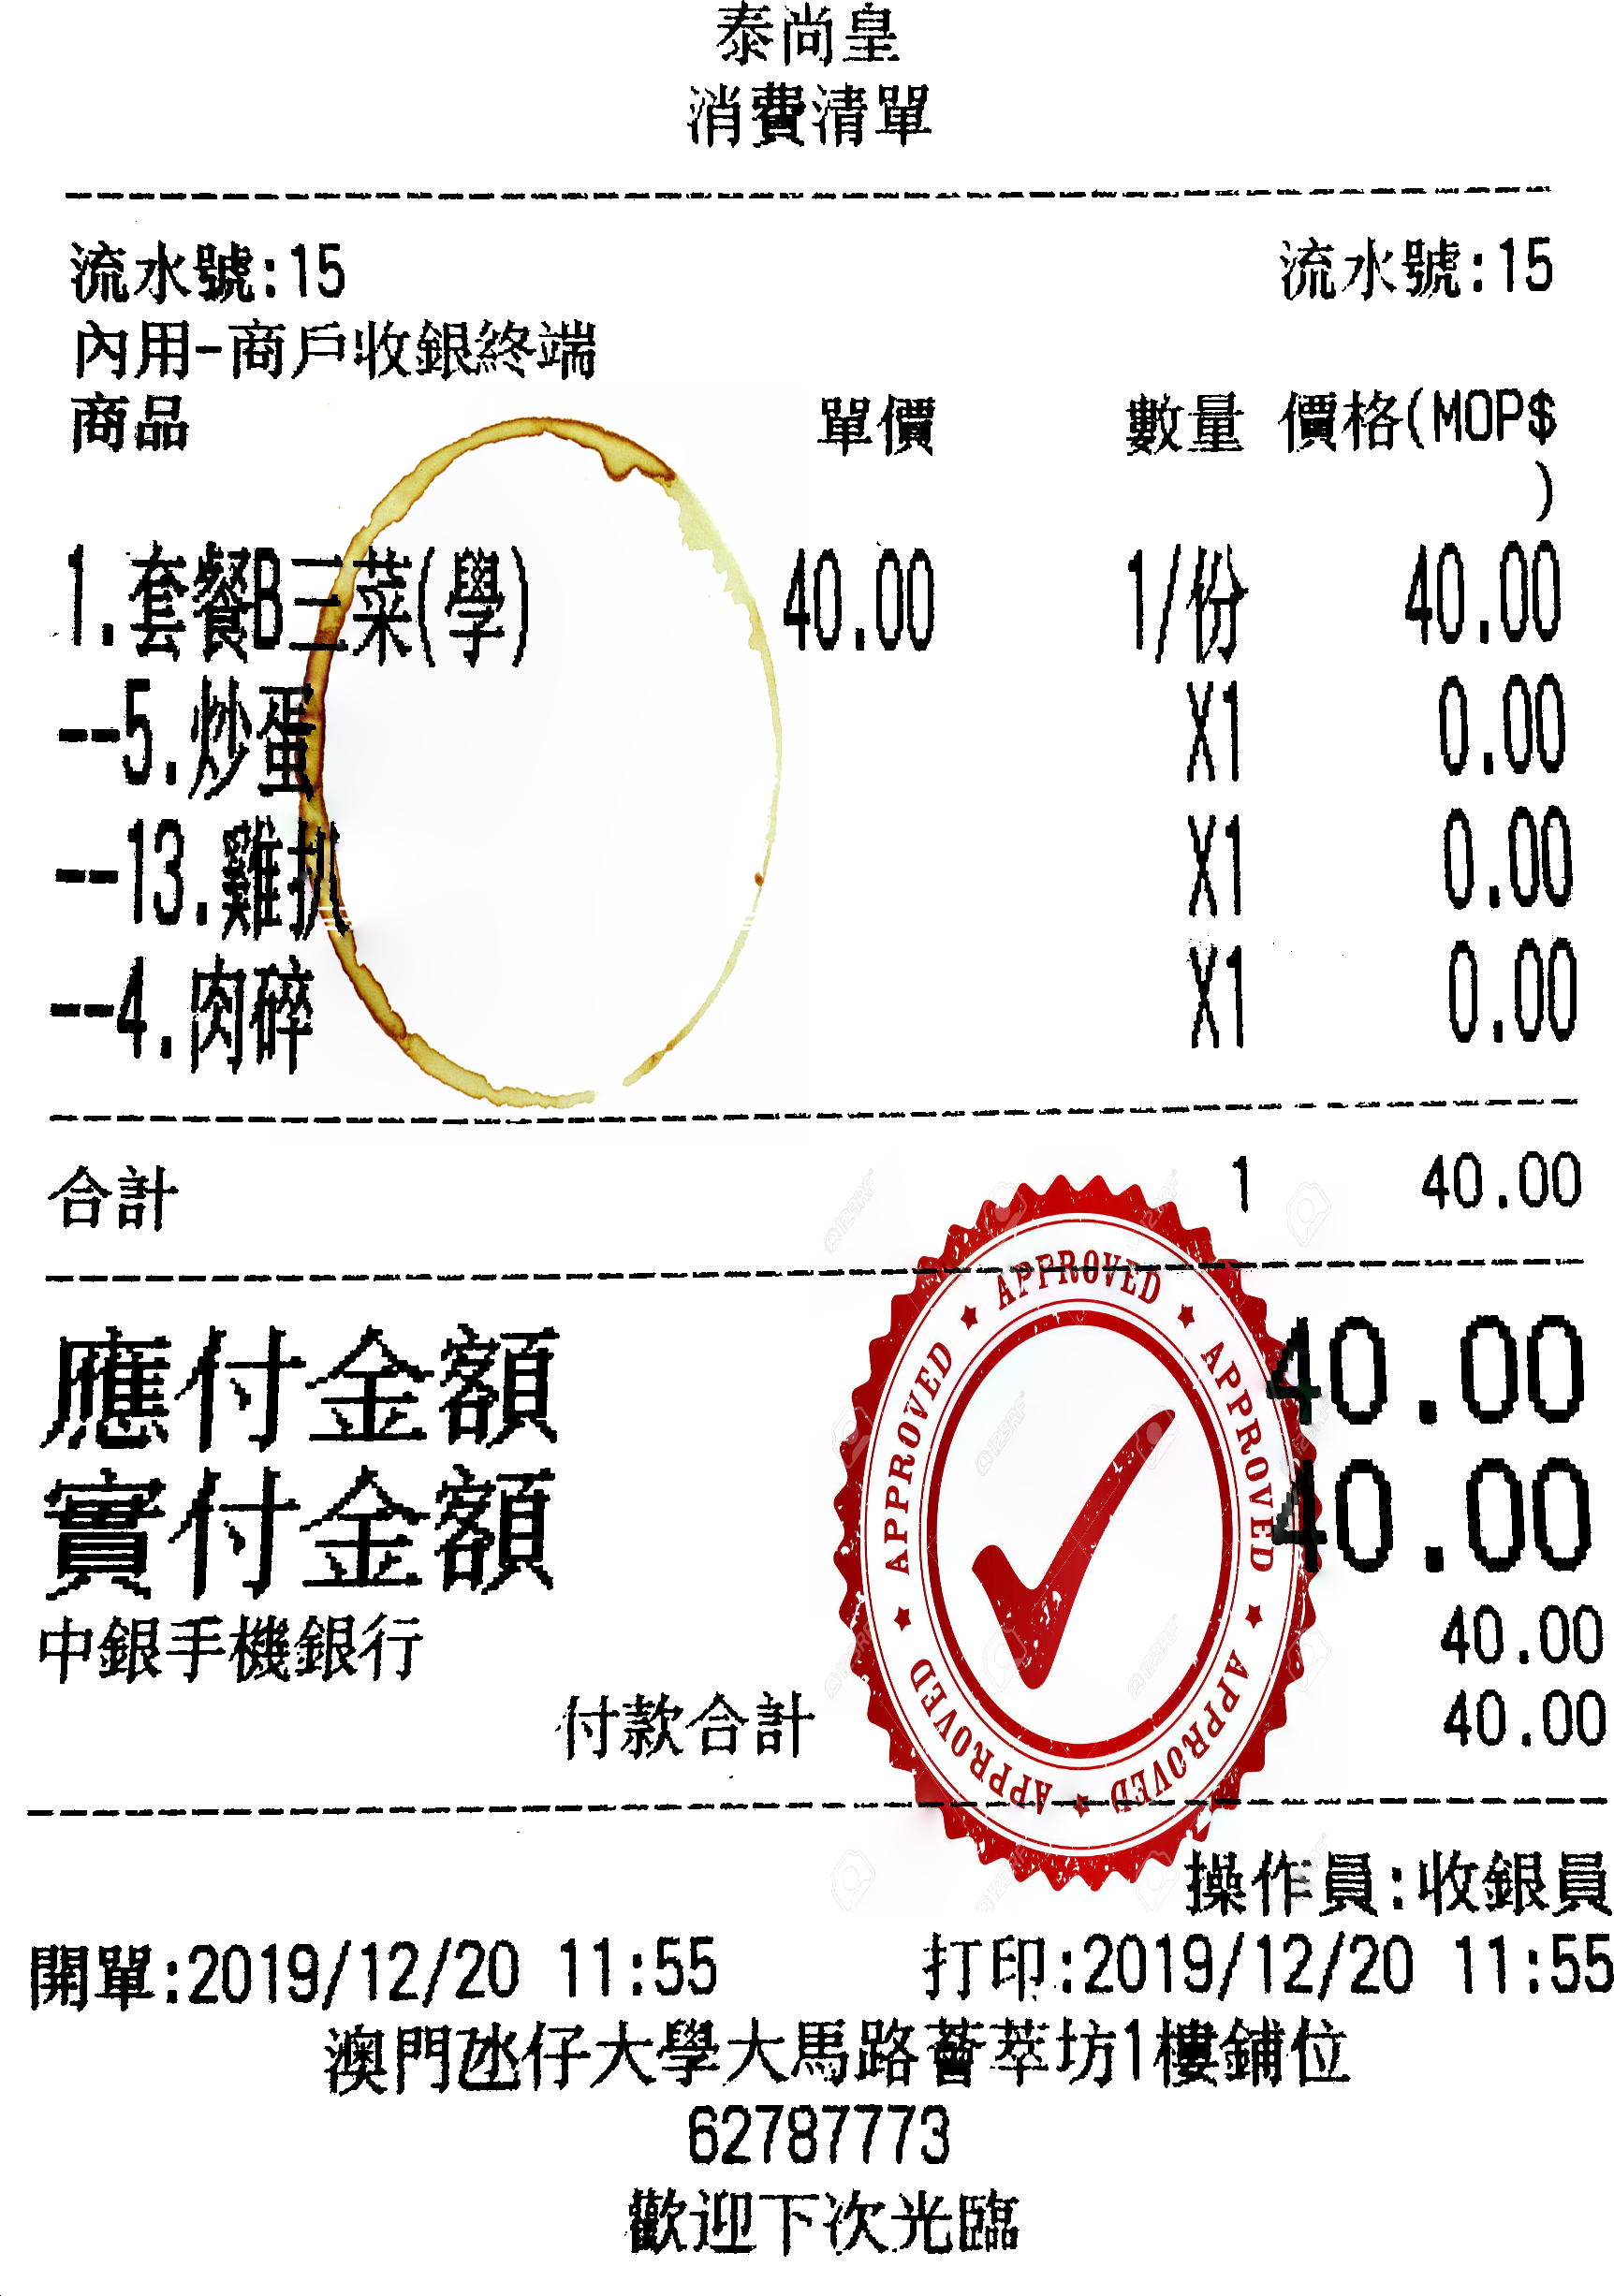 泰尚皇
消費清單
流水號:15 流水號:15
內用-商戶收銀終端
商品 單價 數量 價格(MOP$
)
1.套餐B三菜(學) 40.00 1/份 40.00
--5.炒蛋 X1 0.00
--13.雞扒 X1 0.00
--4.肉碎 X1 0.00
合計 1 40.00
APPROVED APPROVED APPROVED APPROVED APPROVED APPROVED
應付金額 40.00
實付金額 40.00
中銀手機銀行 40.00
付款合計 40.00
操作員:收銀員
開單:2019/12/20 11:55 打印:2019/12/20 11:55
澳門氹仔大學大馬路薈萃坊1樓鋪位
62787773
歡迎下次光臨